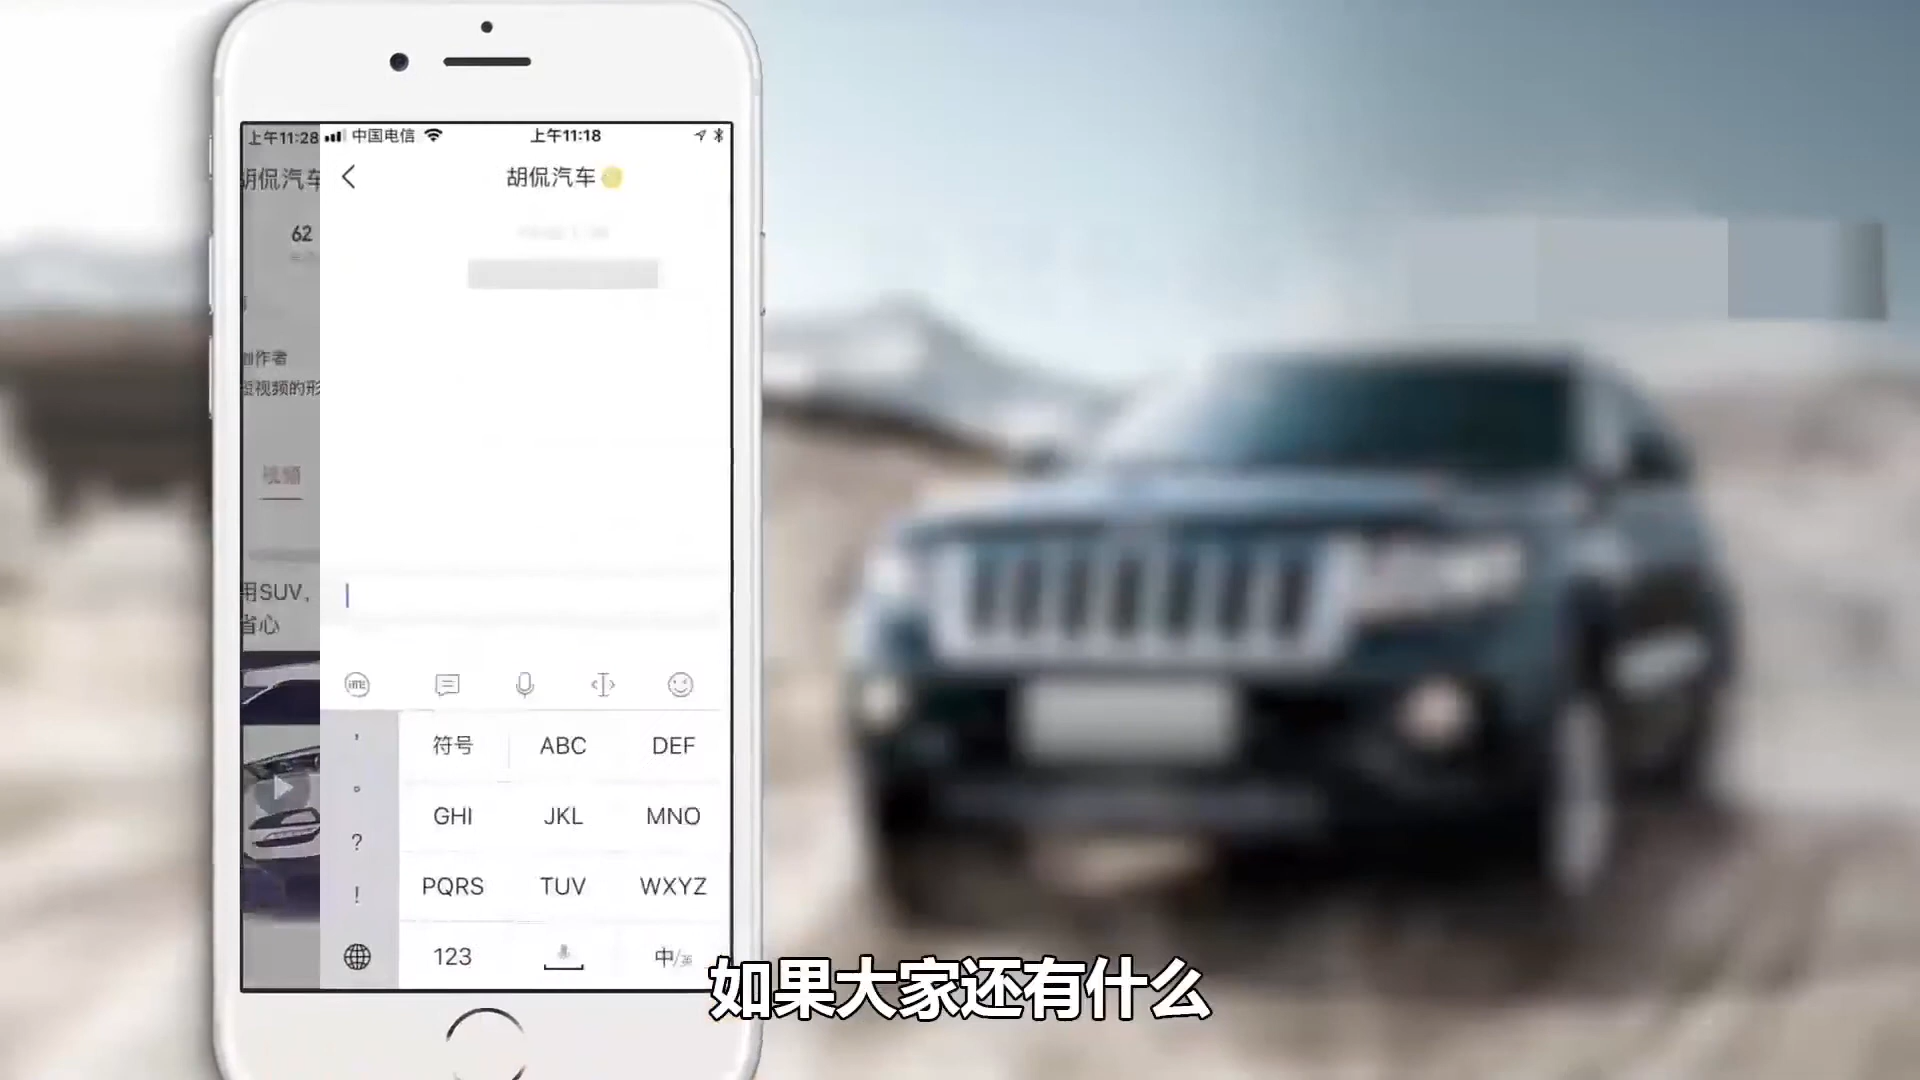 上午11:28
中国电信
上午11:18
胡侃汽车
胡侃汽车
62
创作者
短视频的形
视频
用SUV,
省心
符号
ABC
DEF
GHI
JKL
MNO
PQRS
TUV
WXYZ
123
中/英
,
。
?
!
如果大家还有什么